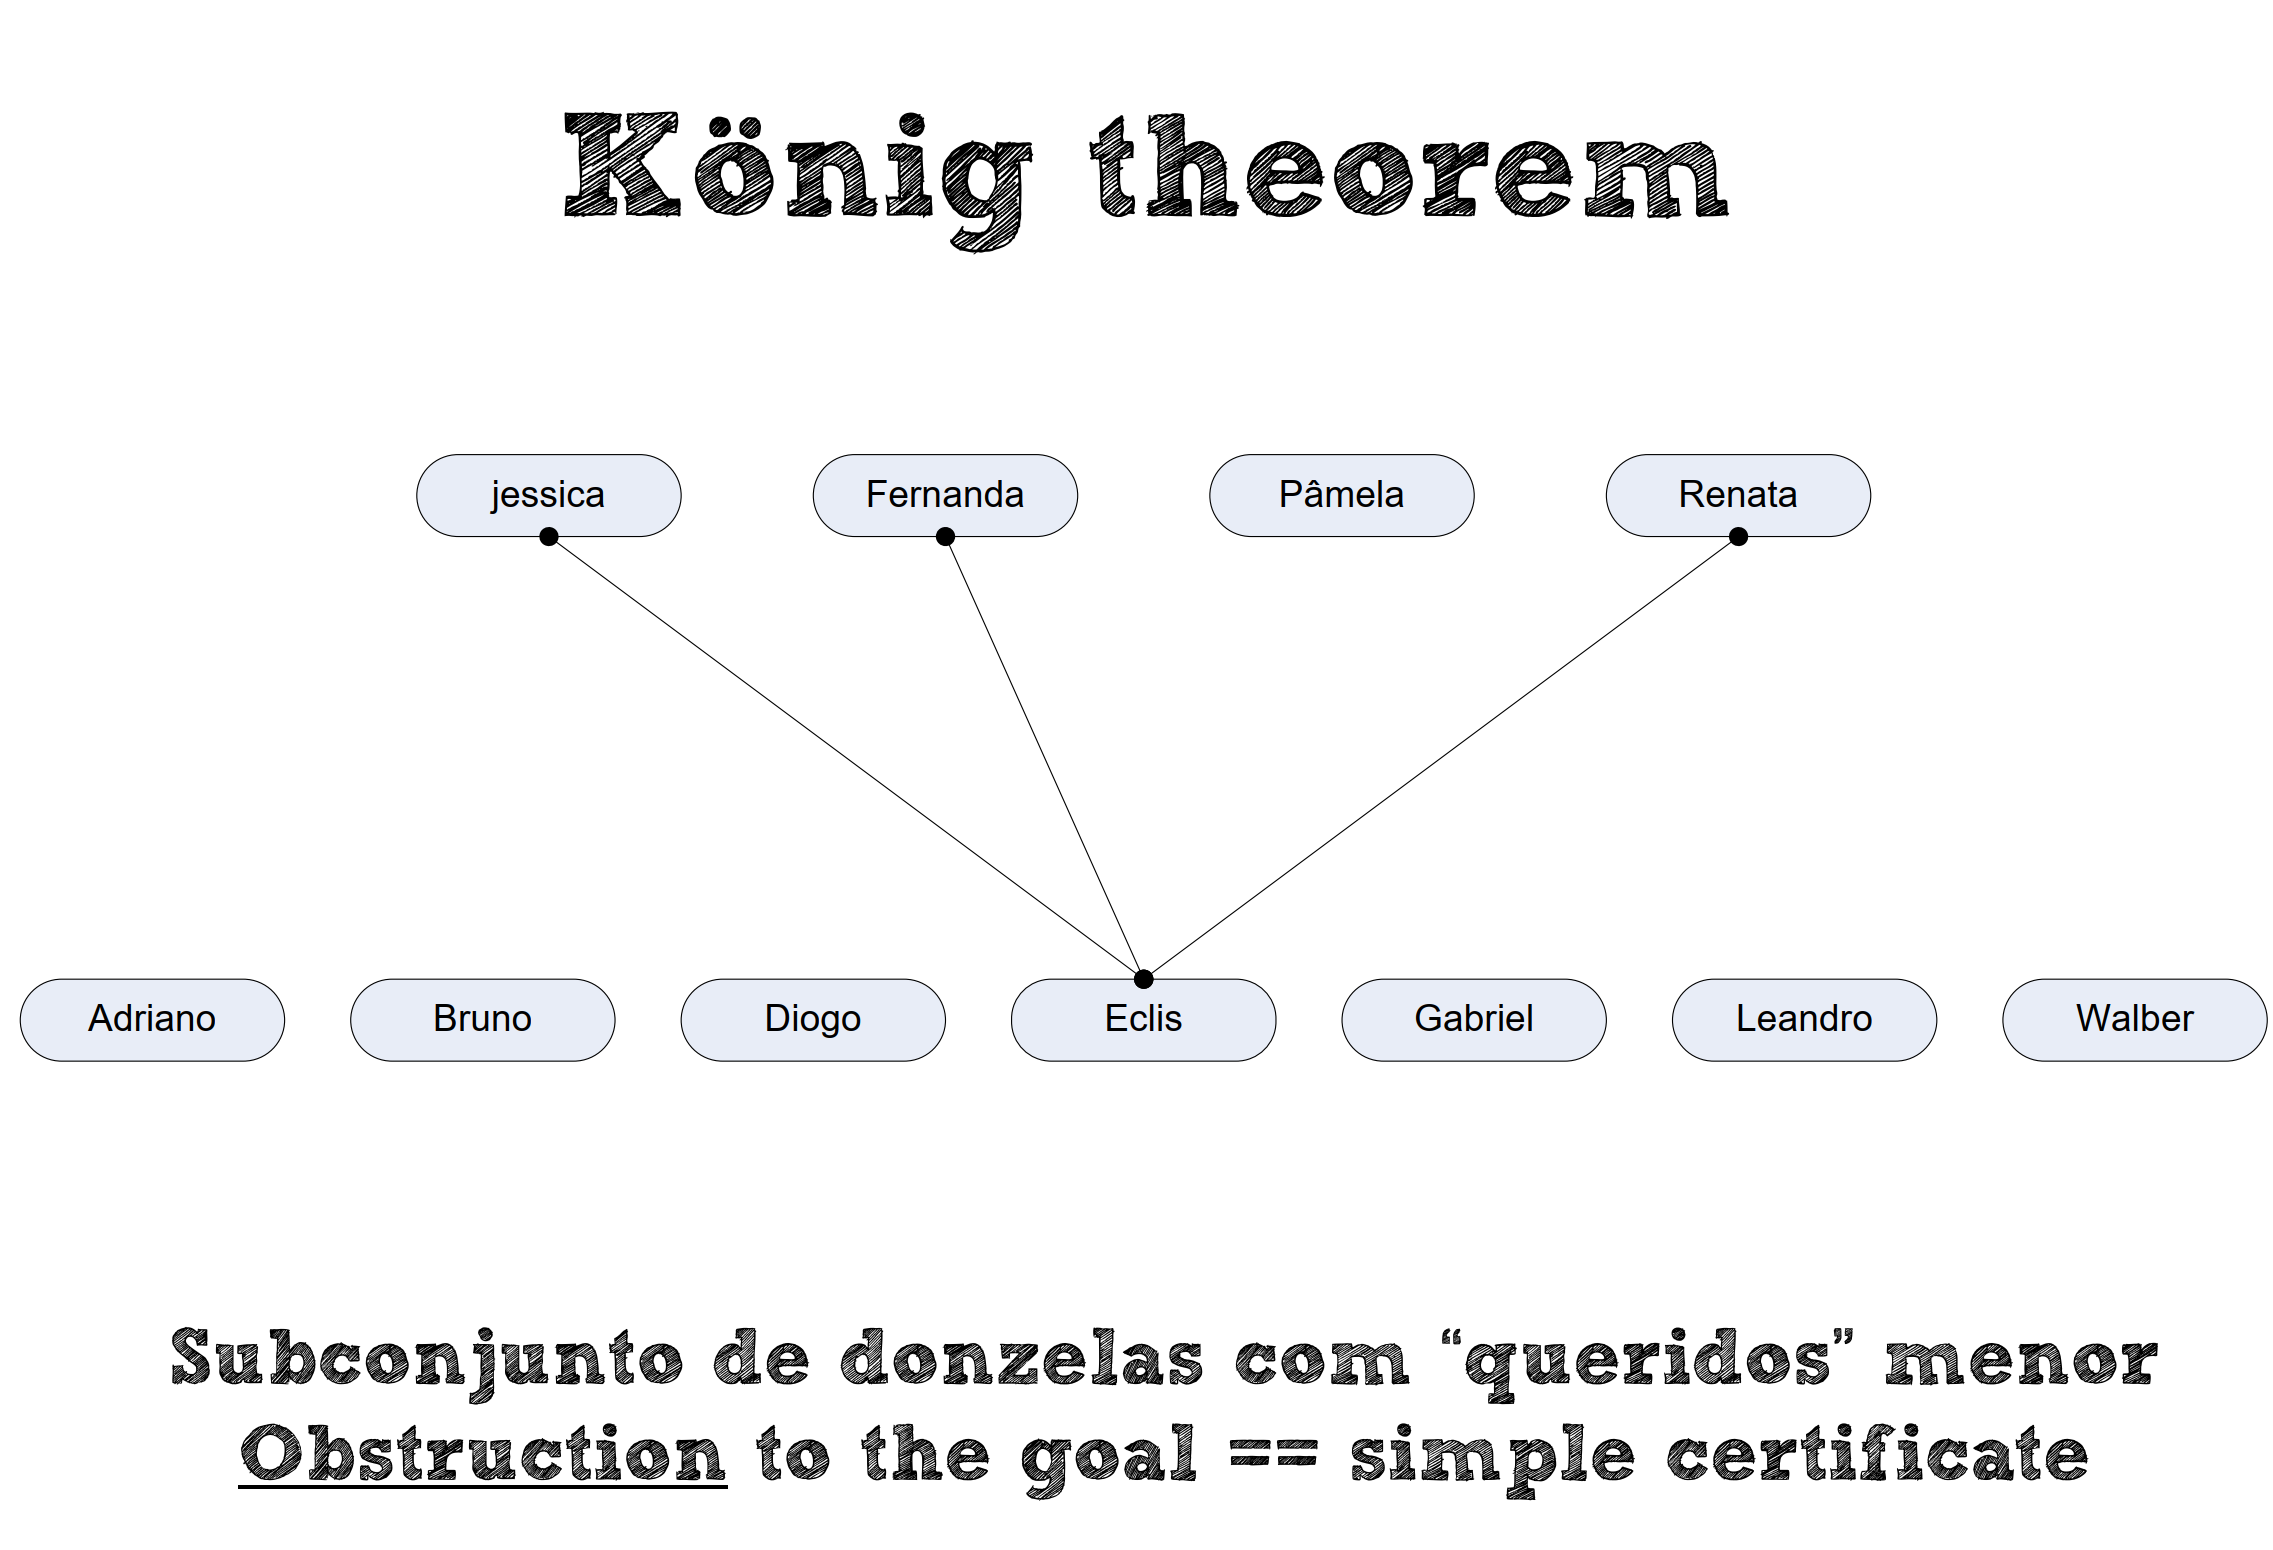 König theorem
jessica Fernanda Pâmela Renata
Adriano Bruno Diogo Eclis Gabriel Leandro Walber
Subconjunto de donzelas com “queridos” menor
Obstruction to the goal == simple certificate